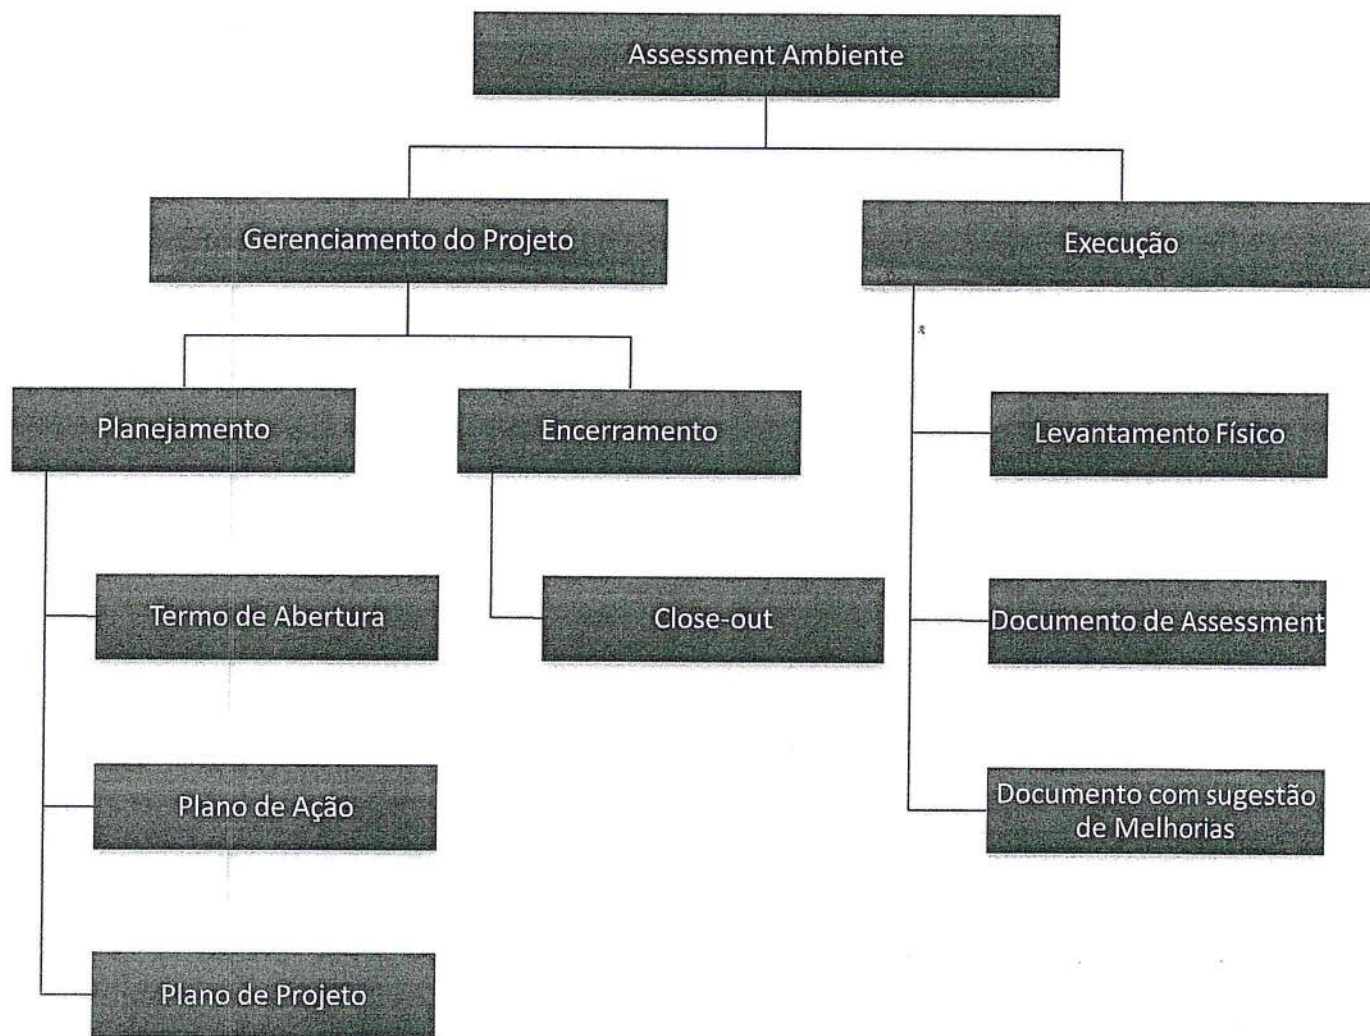 Assessment Ambiente
Gerenciamento do Projeto
Execução
Planejamento
Encerramento
Levantamento Físico
Termo de Abertura
Close-out
Documento de Assessment
Plano de Ação
Documento com sugestão
de Melhorias
Plano de Projeto